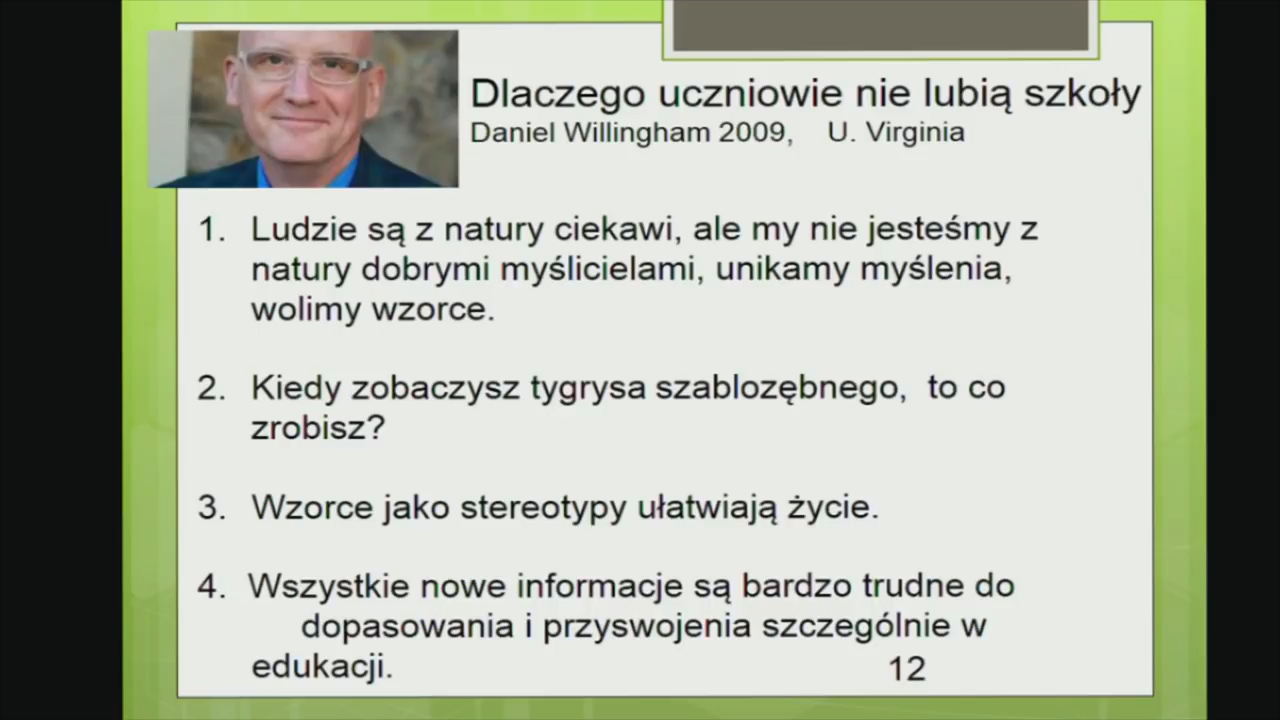 Dlaczego uczniowie nie lubią szkoły
Daniel Willingham 2009, U. Virginia
1. Ludzie są z natury ciekawi, ale my nie jesteśmy z
natury dobrymi myślicielami, unikamy myślenia,
wolimy wzorce.
2. Kiedy zobaczysz tygrysa szablozębnego, to co
zrobisz?
3. Wzorce jako stereotypy ułatwiają życie.
4. Wszystkie nowe informacje są bardzo trudne do
dopasowania i przyswojenia szczególnie w
edukacji.
12